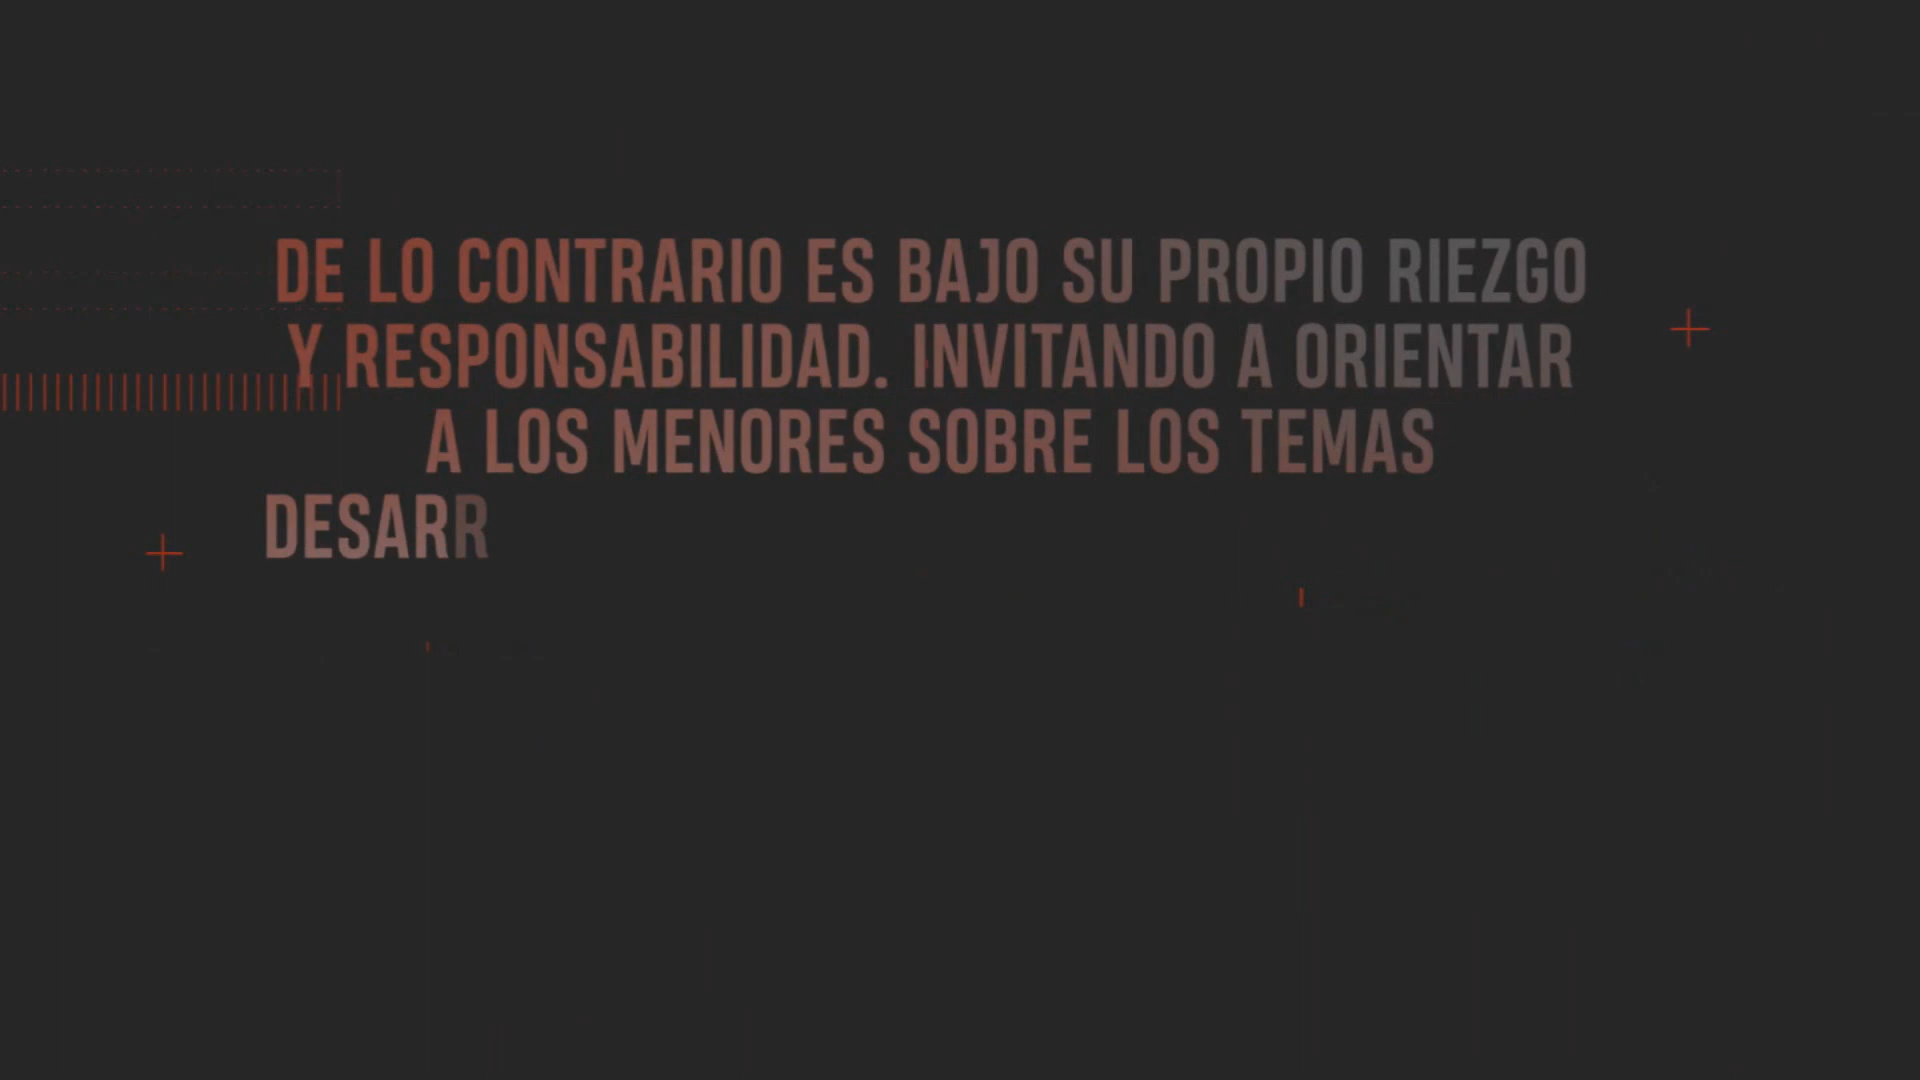 DE LO CONTRARIO ES BAJO SU PROPIO RIEZGO
Y RESPONSABILIDAD. INVITANDO A ORIENTAR
A LOS MENORES SOBRE LOS TEMAS
DESARR